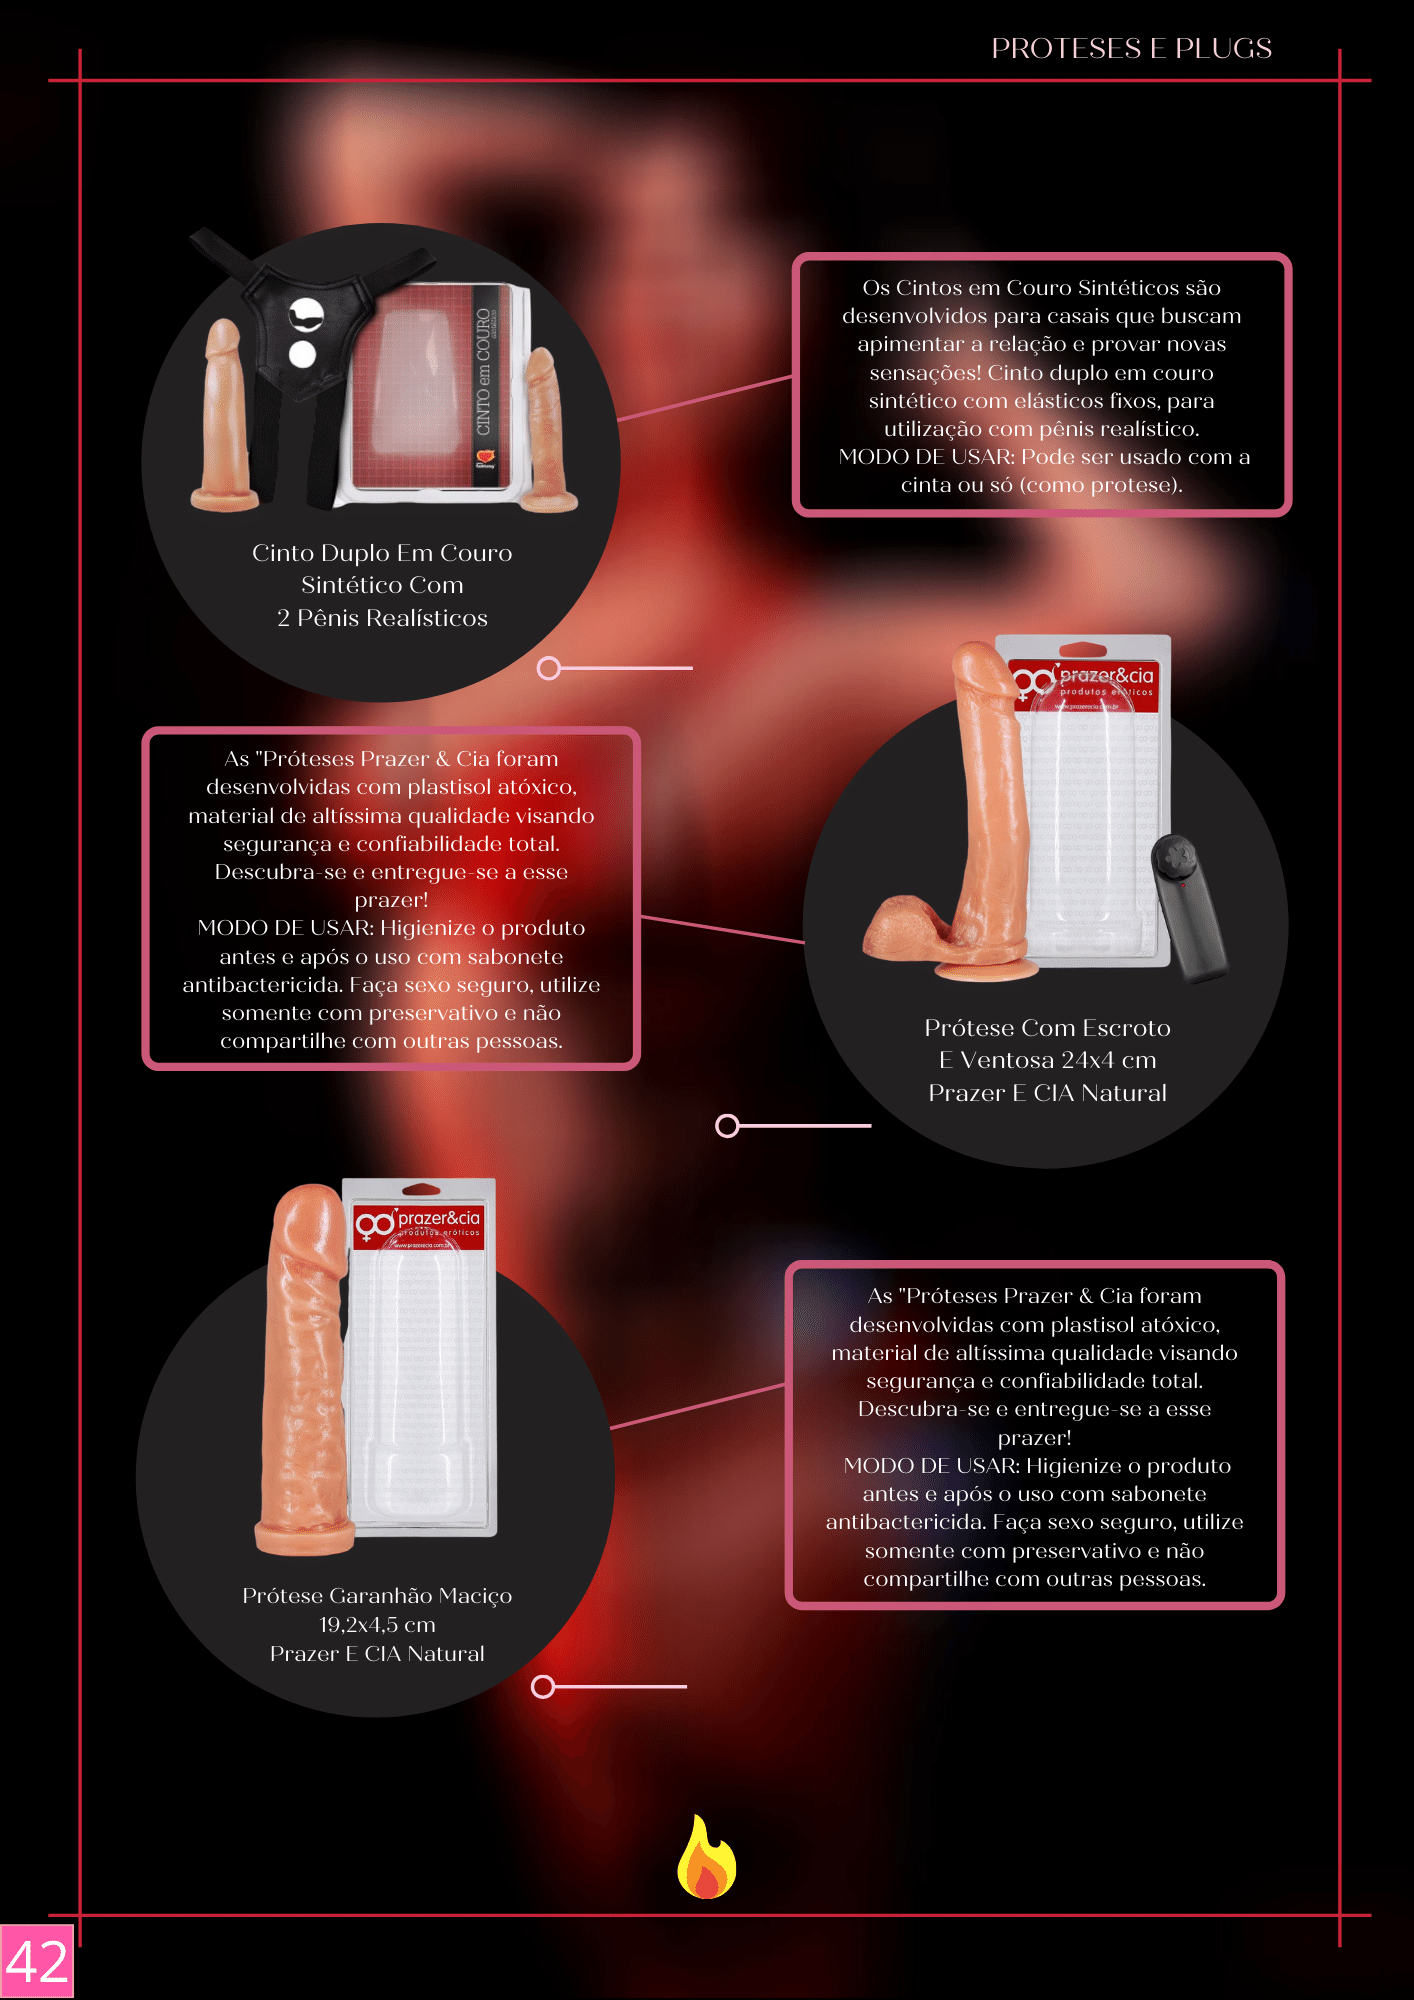 PROTESES E PLUGS
CINTO em COURO
sintético
Os Cintos em Couro Sintéticos são
desenvolvidos para casais que buscam
apimentar a relação e provar novas
sensações! Cinto duplo em couro
sintético com elásticos fixos, para
utilização com pênis realístico.
MODO DE USAR: Pode ser usado com a
cinta ou só (como protese).
Cinto Duplo Em Couro
Sintético Com
2 Pênis Realísticos
prazer&cia
produtos eróticos
www.prazerecia.com.br
As "Próteses Prazer & Cia foram
desenvolvidas com plastisol atóxico,
material de altíssima qualidade visando
segurança e confiabilidade total.
Descubra-se e entregue-se a esse
prazer!
MODO DE USAR: Higienize o produto
antes e após o uso com sabonete
antibactericida. Faça sexo seguro, utilize
somente com preservativo e não
compartilhe com outras pessoas.
Prótese Com Escroto
E Ventosa 24x4 cm
Prazer E CIA Natural
prazer&cia
produtos eróticos
www.prazerecia.com.br
As "Próteses Prazer & Cia foram
desenvolvidas com plastisol atóxico,
material de altíssima qualidade visando
segurança e confiabilidade total.
Descubra-se e entregue-se a esse
prazer!
MODO DE USAR: Higienize o produto
antes e após o uso com sabonete
antibactericida. Faça sexo seguro, utilize
somente com preservativo e não
compartilhe com outras pessoas.
Prótese Garanhão Maciço
19,2x4,5 cm
Prazer E CIA Natural
42